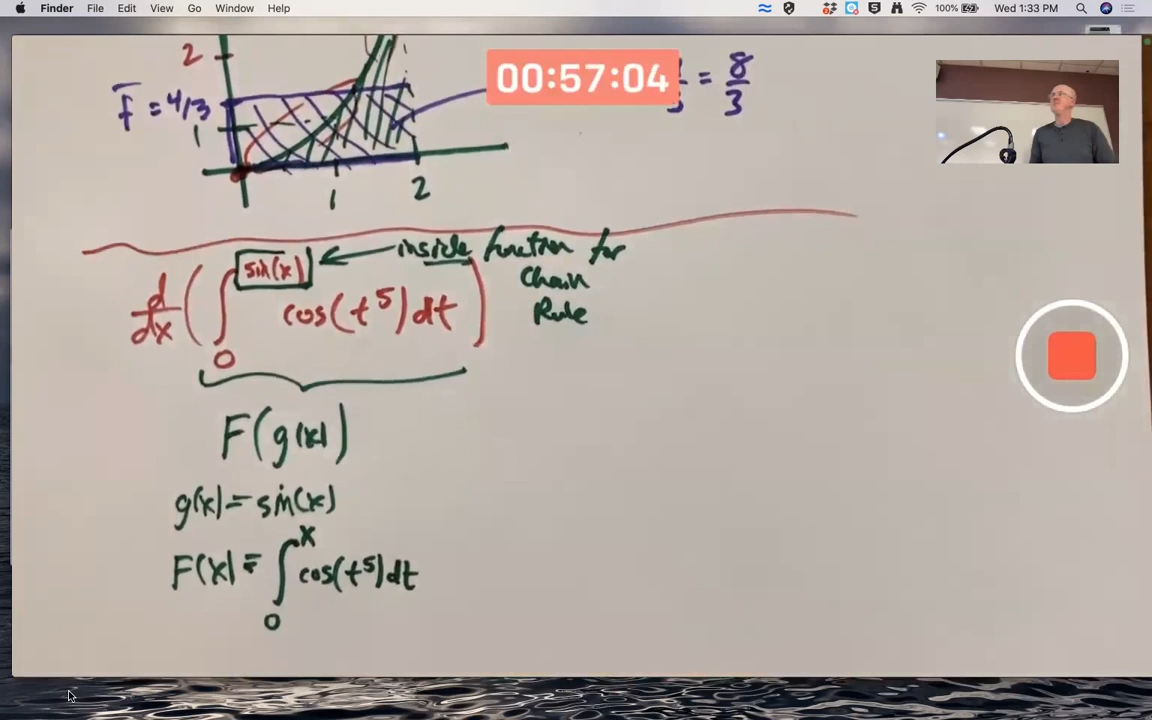 Finder File Edit View Go Window Help 100% Wed 1:33 PM
2
00:57:04
= 8/3
F̅ = 4/3
1
1 2
d/dx ( ∫₀^sin(x) cos(t⁵) dt )
inside function for
Chain
Rule
F(g(x))
g(x) = sin(x)
F(x) = ∫₀^x cos(t⁵) dt